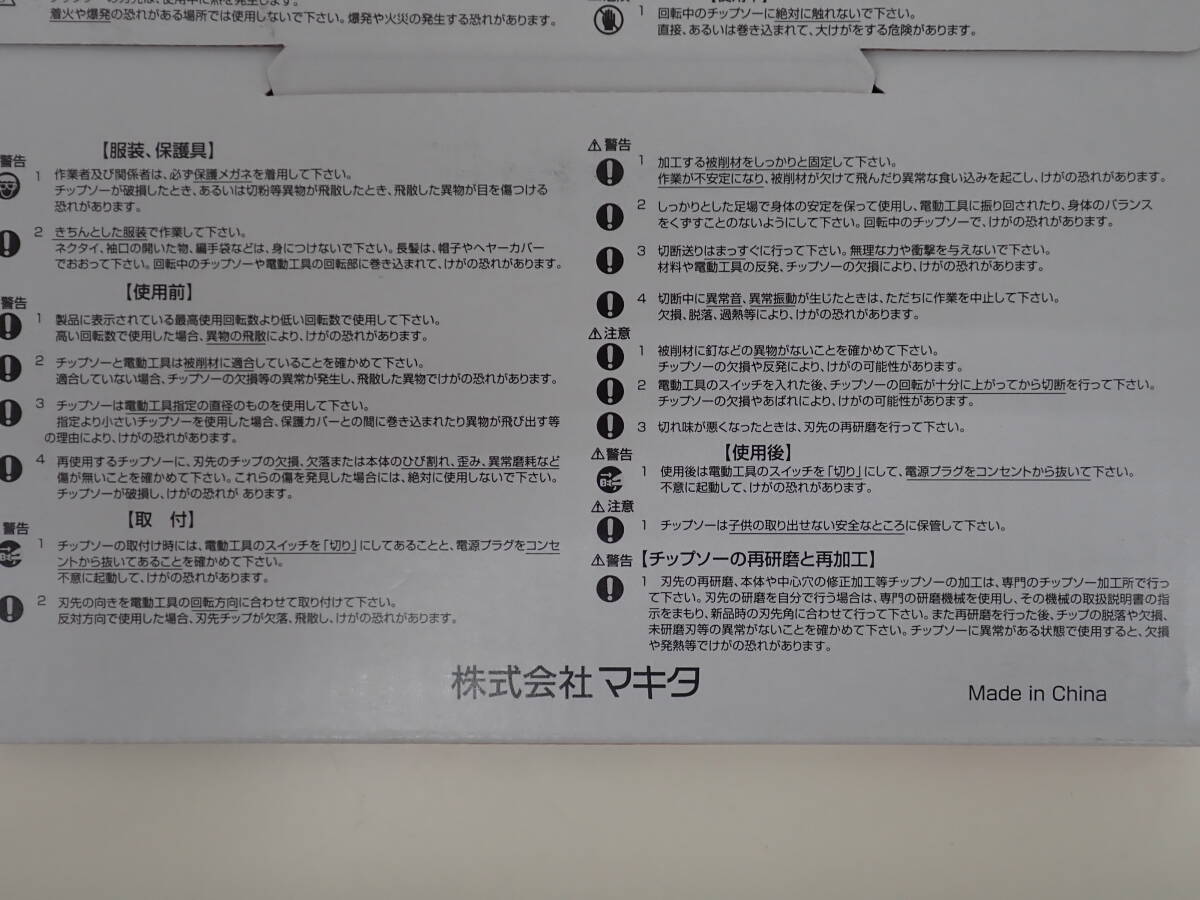 着火や爆発の恐れがある場所では使用しないで下さい。爆発や火災の発生する恐れがあります。
1 回転中のチップソーに絶対に触れないで下さい。
直接、あるいは巻き込まれて、大けがをする危険があります。
【服装、保護具】
警告
1 作業者及び関係者は、必ず保護メガネを着用して下さい。
チップソーが破損したとき、あるいは切粉等異物が飛散したとき、飛散した異物が目を傷つける
恐れがあります。
2 きちんとした服装で作業して下さい。
ネクタイ、袖口の開いた物、編手袋などは、身につけないで下さい。長髪は、帽子やヘヤーカバー
でおおって下さい。回転中のチップソーや電動工具の回転部に巻き込まれて、けがの恐れがあります。
【使用前】
警告
1 製品に表示されている最高使用回転数より低い回転数で使用して下さい。
高い回転数で使用した場合、異物の飛散により、けがの恐れがあります。
2 チップソーと電動工具は被削材に適合していることを確かめて下さい。
適合していない場合、チップソーの欠損等の異常が発生し、飛散した異物でけがの恐れがあります。
3 チップソーは電動工具指定の直径のものを使用して下さい。
指定より小さいチップソーを使用した場合、保護カバーとの間に巻き込まれたり異物が飛び出す等
の理由により、けがの恐れがあります。
4 再使用するチップソーに、刃先のチップの欠損、欠落または本体のひび割れ、歪み、異常磨耗など
傷が無いことを確かめて下さい。これらの傷を発見した場合には、絶対に使用しないで下さい。
チップソーが破損し、けがの恐れが あります。
【取 付】
警告
1 チップソーの取付け時には、電動工具のスイッチを「切り」にしてあることと、電源プラグをコンセ
ントから抜いてあることを確かめて下さい。
不意に起動して、けがの恐れがあります。
2 刃先の向きを電動工具の回転方向に合わせて取り付けて下さい。
反対方向で使用した場合、刃先チップが欠落、飛散し、けがの恐れがあります。
⚠警告
1 加工する被削材をしっかりと固定して下さい。
作業が不安定になり、被削材が欠けて飛んだり異常な食い込みを起こし、けがの恐れがあります。
2 しっかりとした足場で身体の安定を保って使用し、電動工具に振り回されたり、身体のバランス
をくずすことのないようにして下さい。回転中のチップソーで、けがの恐れがあります。
3 切断送りはまっすぐに行って下さい。無理な力や衝撃を与えないで下さい。
材料や電動工具の反発、チップソーの欠損により、けがの恐れがあります。
4 切断中に異常音、異常振動が生じたときは、ただちに作業を中止して下さい。
欠損、脱落、過熱等により、けがの恐れがあります。
⚠注意
1 被削材に釘などの異物がないことを確かめて下さい。
チップソーの欠損や反発により、けがの可能性があります。
2 電動工具のスイッチを入れた後、チップソーの回転が十分に上がってから切断を行って下さい。
チップソーの欠損やあばれにより、けがの可能性があります。
3 切れ味が悪くなったときは、刃先の再研磨を行って下さい。
⚠警告 【使用後】
1 使用後は電動工具のスイッチを「切り」にして、電源プラグをコンセントから抜いて下さい。
不意に起動して、けがの恐れがあります。
⚠注意
1 チップソーは子供の取り出せない安全なところに保管して下さい。
⚠警告 【チップソーの再研磨と再加工】
1 刃先の再研磨、本体や中心穴の修正加工等チップソーの加工は、専門のチップソー加工所で行っ
て下さい。刃先の研磨を自分で行う場合は、専門の研磨機械を使用し、その機械の取扱説明書の指
示をまもり、新品時の刃先角に合わせて行って下さい。また再研磨を行った後、チップの脱落や欠損、
未研磨刃等の異常がないことを確かめて下さい。チップソーに異常がある状態で使用すると、欠損
や発熱等でけがの恐れがあります。
株式会社 マキタ
Made in China